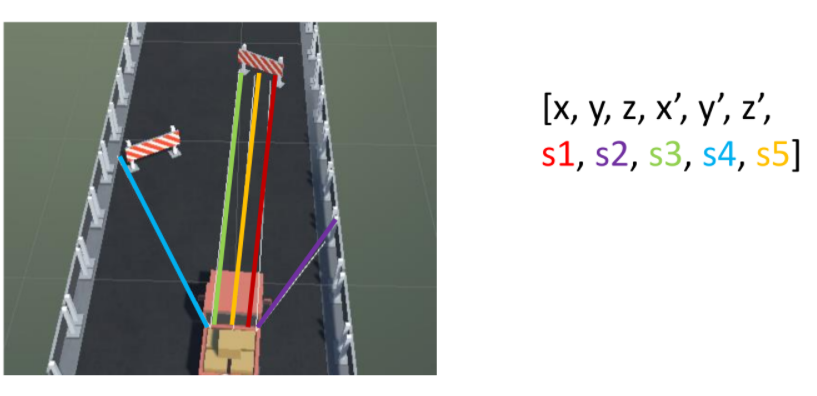 [x, y, z, x’, y’, z’,
s1, s2, s3, s4, s5]